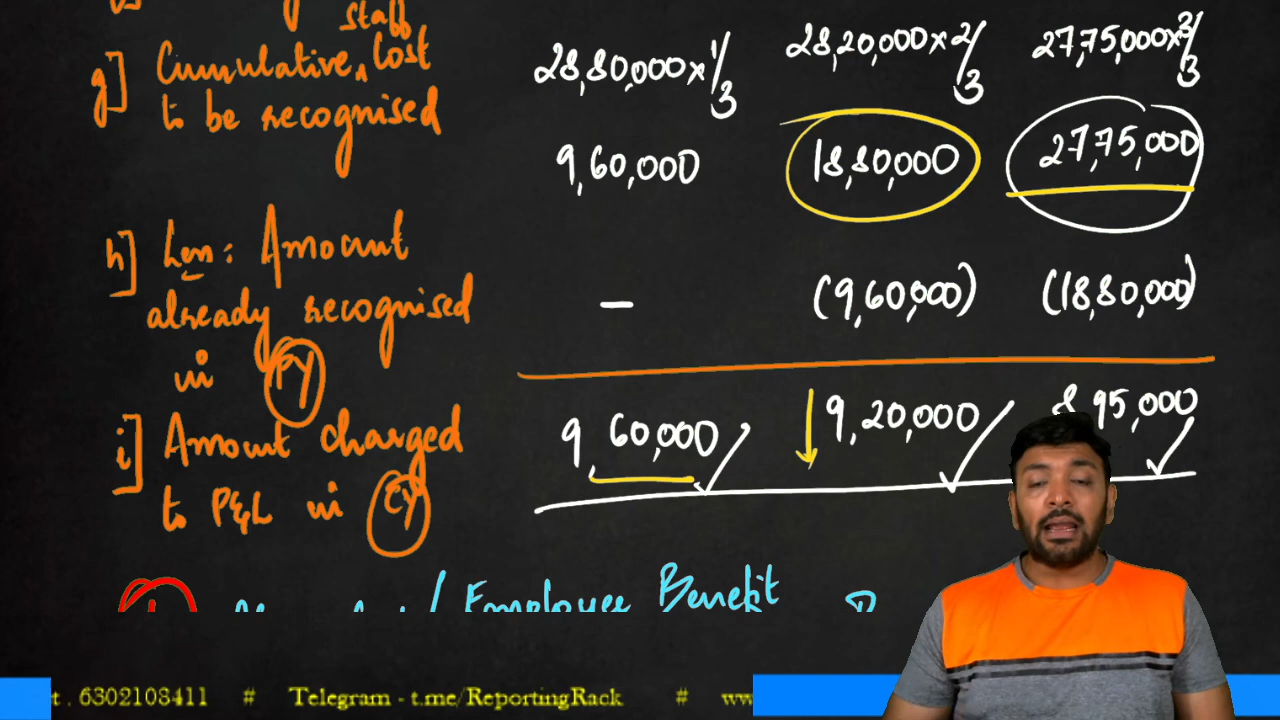 staff
g] Cumulative Cost to be recognised
28,80,000 x 1/3
28,20,000 x 2/3
27,75,000 x 3/3
9,60,000
18,80,000
27,75,000
h] Less: Amount already recognised in PY
—
(9,60,000)
(18,80,000)
i] Amount charged to P&L in CY
9,60,000
9,20,000
8,95,000
/ Employee Benefit
6302108411 # Telegram - t.me/ReportingRack #